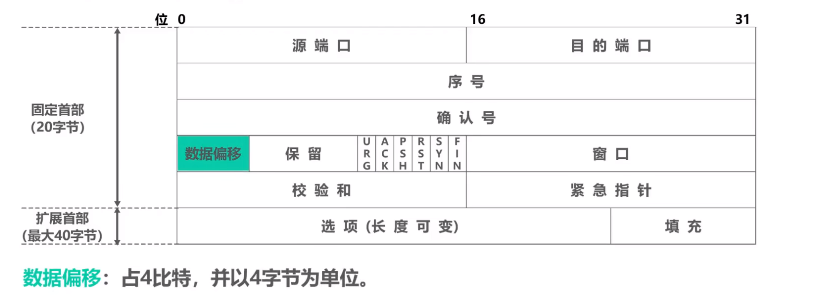 位 0 16 31
源 端 口 目 的 端 口
序 号
固定首部
(20字节)
确 认 号
数据偏移 保 留 URG ACK PSH RST SYN FIN 窗 口
校 验 和 紧 急 指 针
扩展首部
(最大40字节)
选 项 (长 度 可 变) 填 充
数据偏移：占4比特，并以4字节为单位。